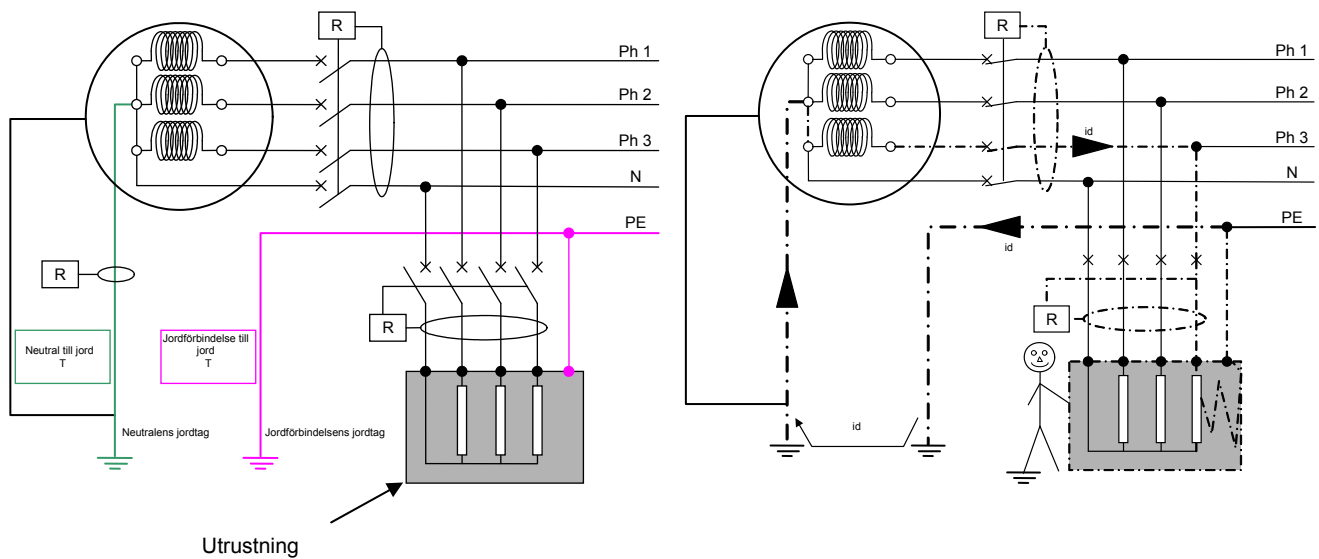 R
Ph 1
Ph 2
Ph 3
N
PE
R
R
Neutral till jord
T
Jordförbindelse till
jord
T
Neutralens jordtag
Jordförbindelsens jordtag
Utrustning
R
Ph 1
Ph 2
id
Ph 3
N
PE
id
R
id